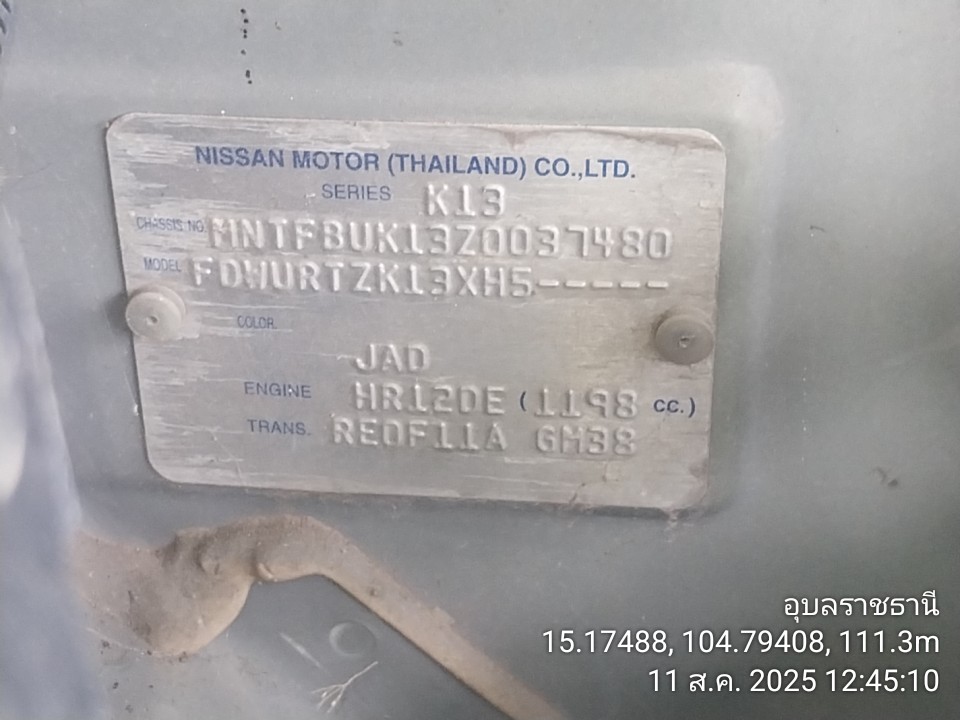 NISSAN MOTOR (THAILAND) CO.,LTD.
SERIES K13
CHASSIS NO. MNTFBUK13Z0037480
MODEL FDWURTZK13XH5-----
COLOR
JAD
ENGINE HR12DE (1198 CC.)
TRANS. RE0F11A GM38
อุบลราชธานี
15.17488, 104.79408, 111.3m
11 ส.ค. 2025 12:45:10